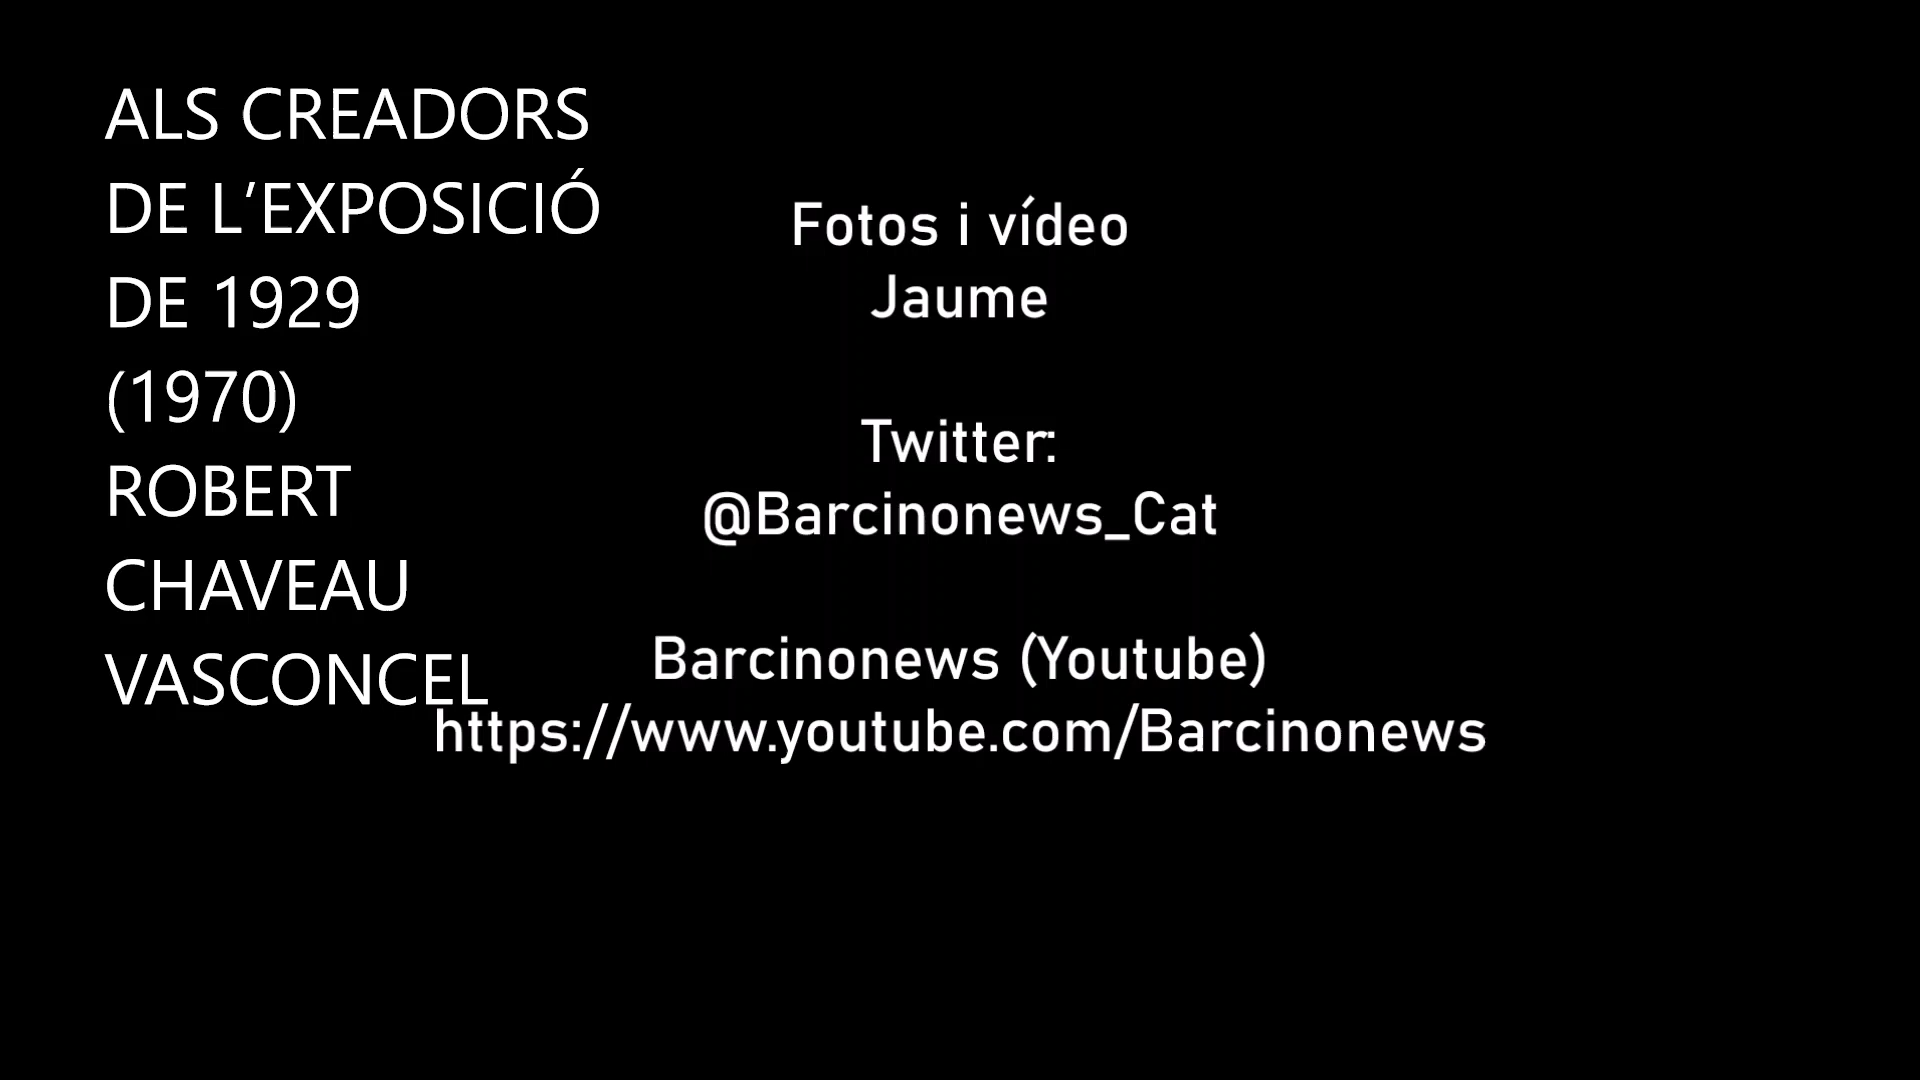 ALS CREADORS
DE L’EXPOSICIÓ
DE 1929
(1970)
ROBERT
CHAVEAU
VASCONCEL
Fotos i vídeo
Jaume
Twitter:
@Barcinonews_Cat
Barcinonews (Youtube)
https://www.youtube.com/Barcinonews